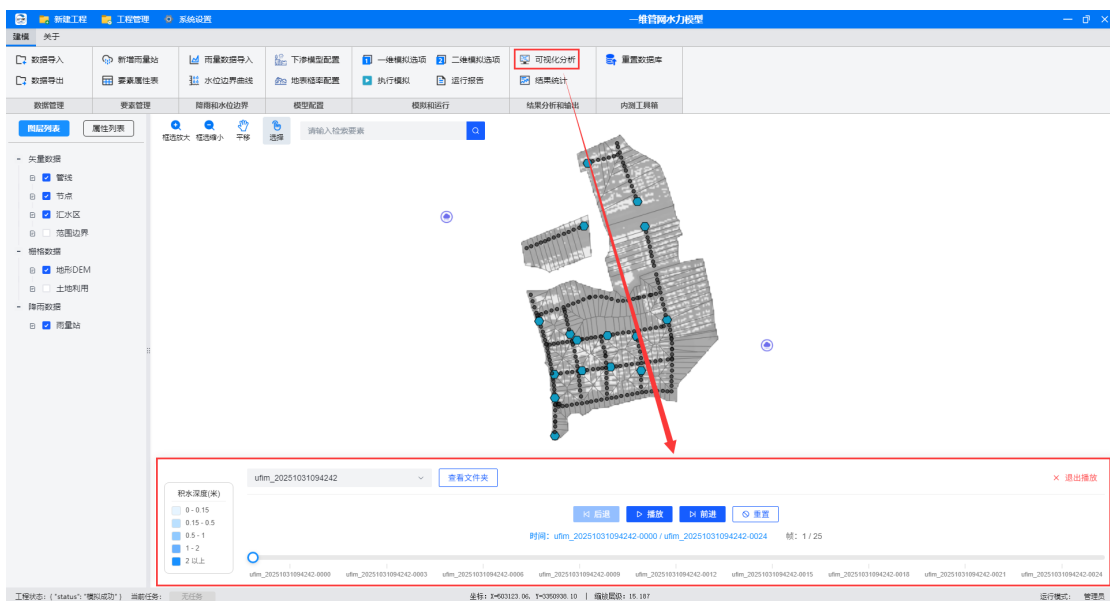 新建工程 工程管理 系统设置 一维管网水力模型
建模 关于
数据导入 新增雨量站 雨量数据导入 下渗模型配置 一维模拟选项 二维模拟选项 可视化分析 重置数据库
数据导出 要素属性表 水位边界曲线 地表糙率配置 执行模拟 运行报告 结果统计
数据管理 要素管理 降雨和水位边界 模型配置 模拟和运行 结果分析和输出 内测工具箱
图层列表 属性列表 框选放大 框选缩小 平移 选择 请输入检索要素
矢量数据
管线
节点
汇水区
范围边界
栅格数据
地形DEM
土地利用
降雨数据
雨量站
ufim_20251031094242 查看文件夹 退出播放
积水深度(米)
0 - 0.15
0.15 - 0.5
0.5 - 1
1 - 2
2 以上
后退 播放 前进 重置
时间: ufim_20251031094242-0000 / ufim_20251031094242-0024 帧: 1 / 25
ufim_20251031094242-0000 ufim_20251031094242-0003 ufim_20251031094242-0006 ufim_20251031094242-0009 ufim_20251031094242-0012 ufim_20251031094242-0015 ufim_20251031094242-0018 ufim_20251031094242-0021 ufim_20251031094242-0024
工程状态: { "status": "模拟成功" } 当前任务: 无任务 坐标: X=503123.06, Y=3350938.10 | 缩放层级: 15.187 运行模式: 管理员